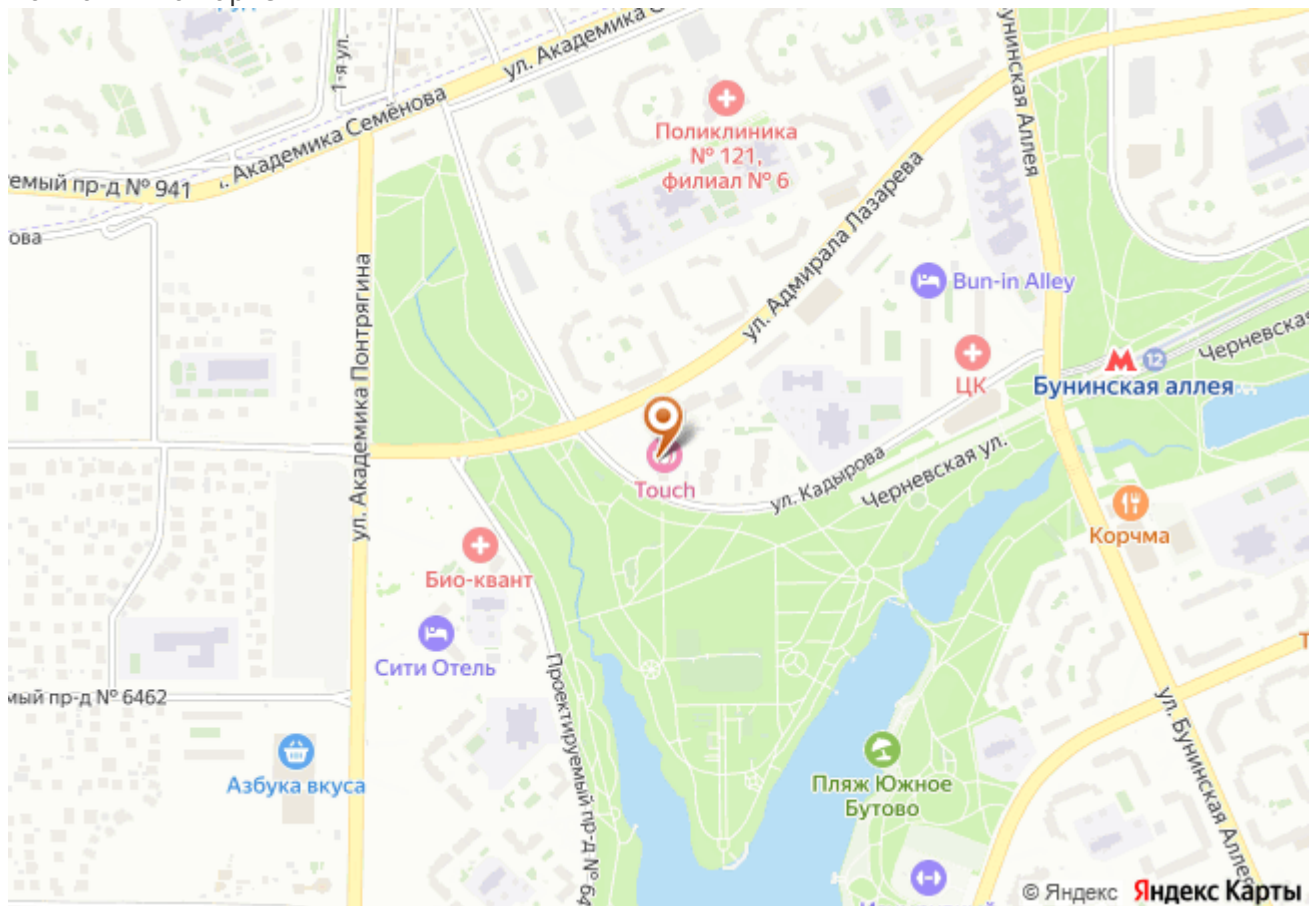 ул. Академика С
1-я ул.
ул. Академика Семёнова
емый пр-д № 941
ова
Поликлиника
№ 121,
филиал № 6
Бунинская Аллея
ул. Адмирала Лазарева
Bun-in Alley
ул. Академика Понтрягина
ЦК
12
Черневская
Бунинская аллея
Touch
ул. Кадырова
Черневская ул.
Корчма
Био-квант
Сити Отель
мый пр-д № 6462
Проектируемый пр-д № 64
Азбука вкуса
Пляж Южное
Бутово
ул. Бунинская Аллея
Т
© Яндекс Яндекс Карты